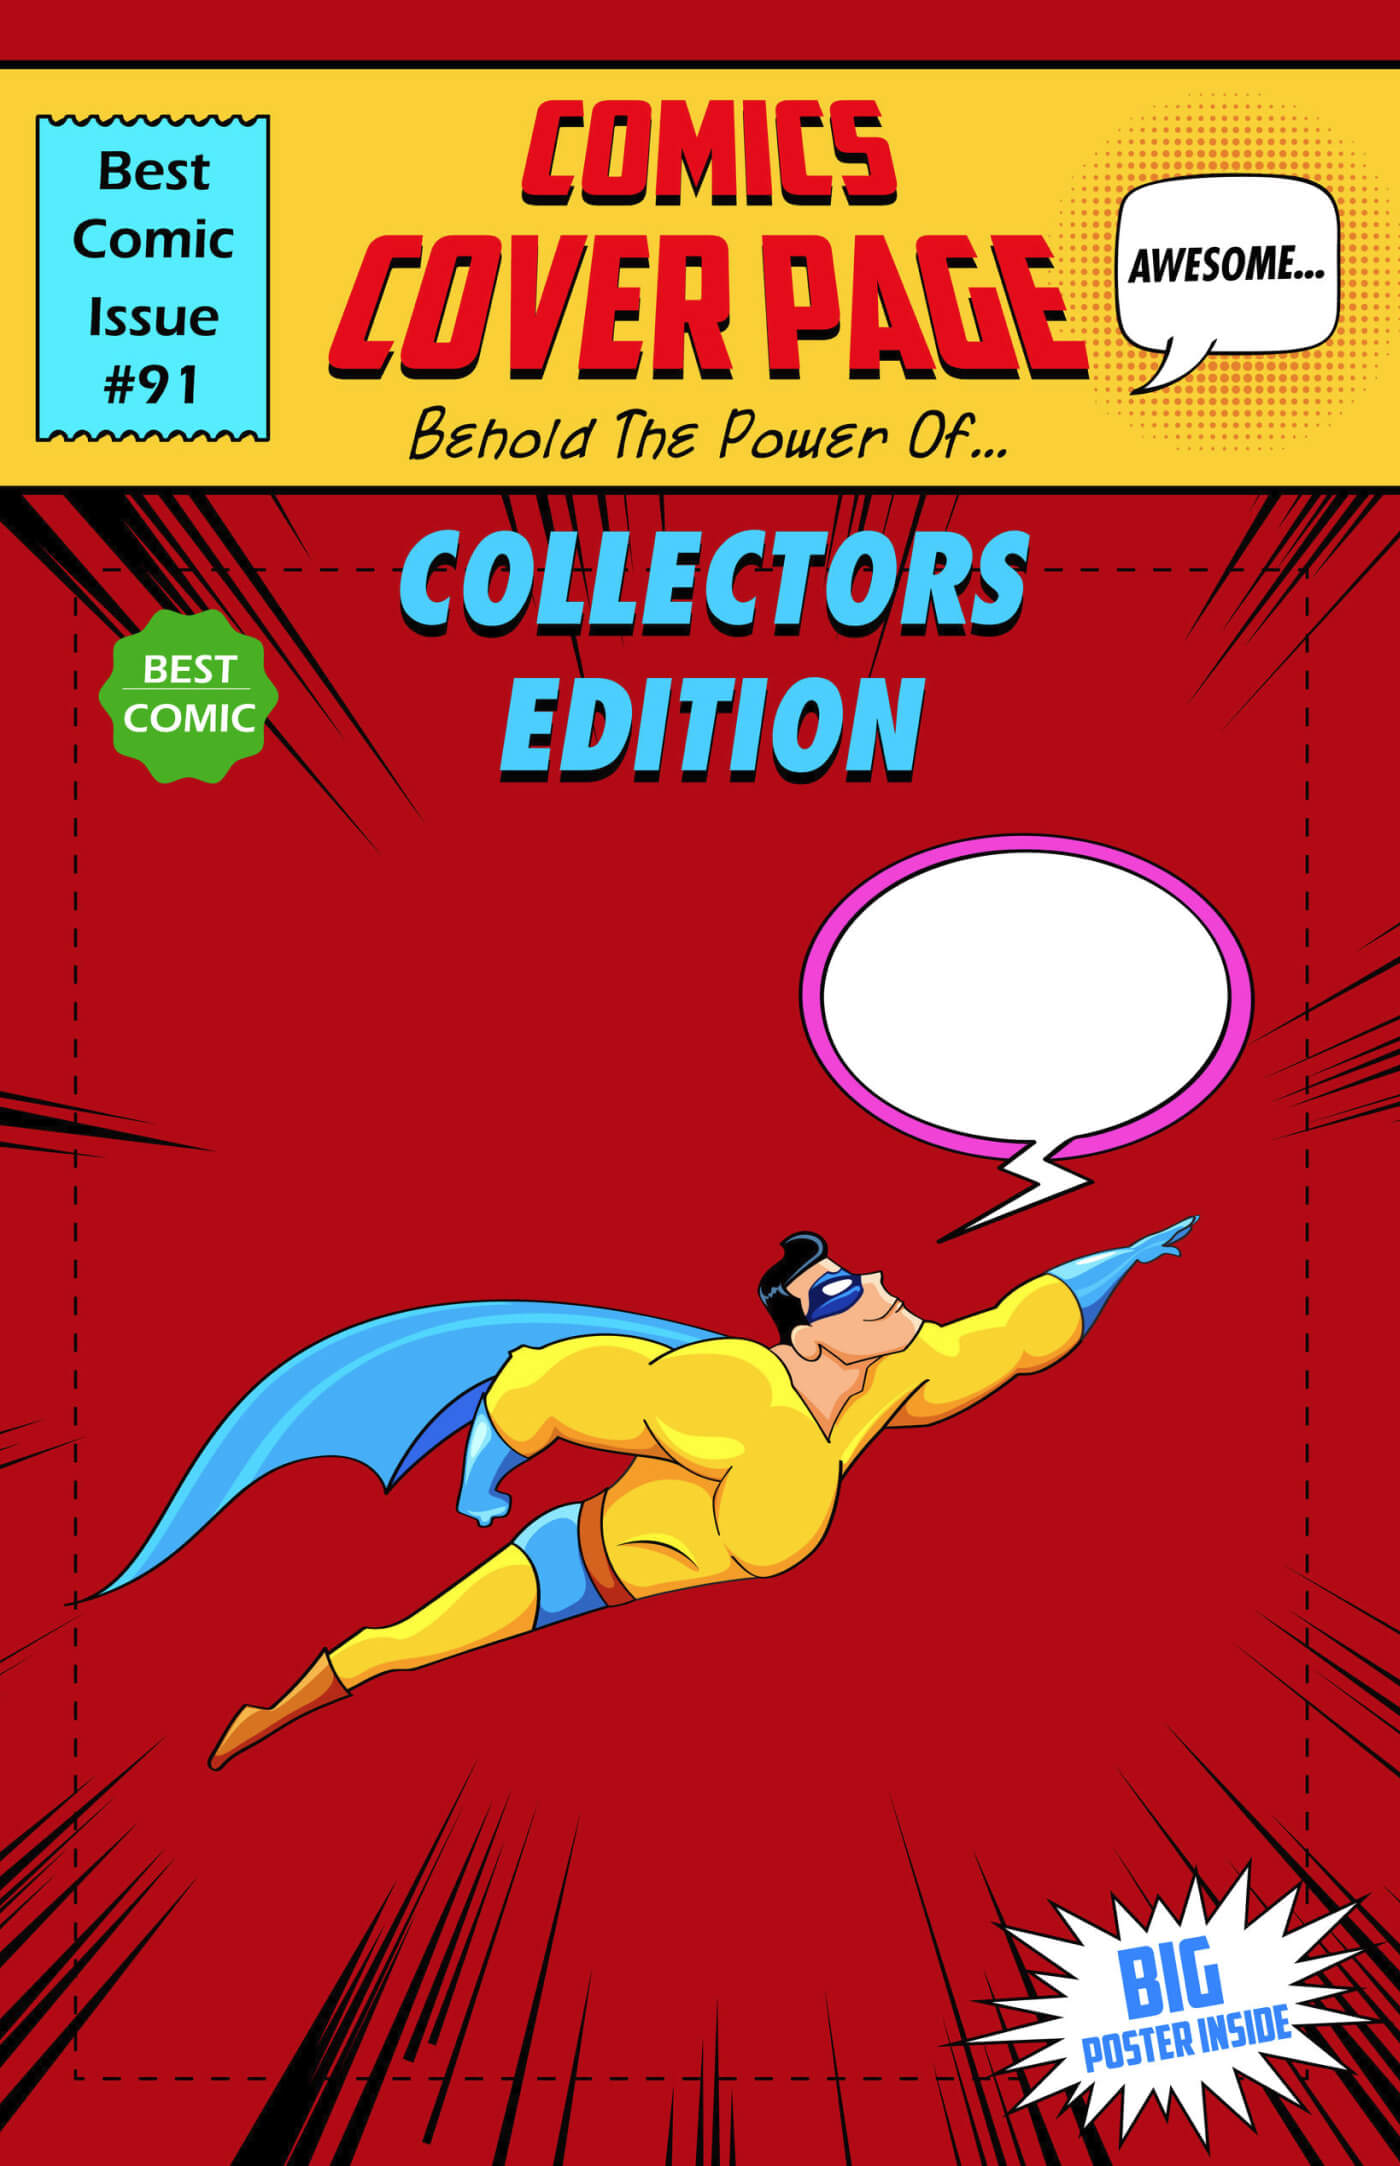 Best
Comic
Issue
#91
COMICS
COVER PAGE
Behold The Power Of...
AWESOME...
COLLECTORS
EDITION
BEST
COMIC
BIG
POSTER INSIDE